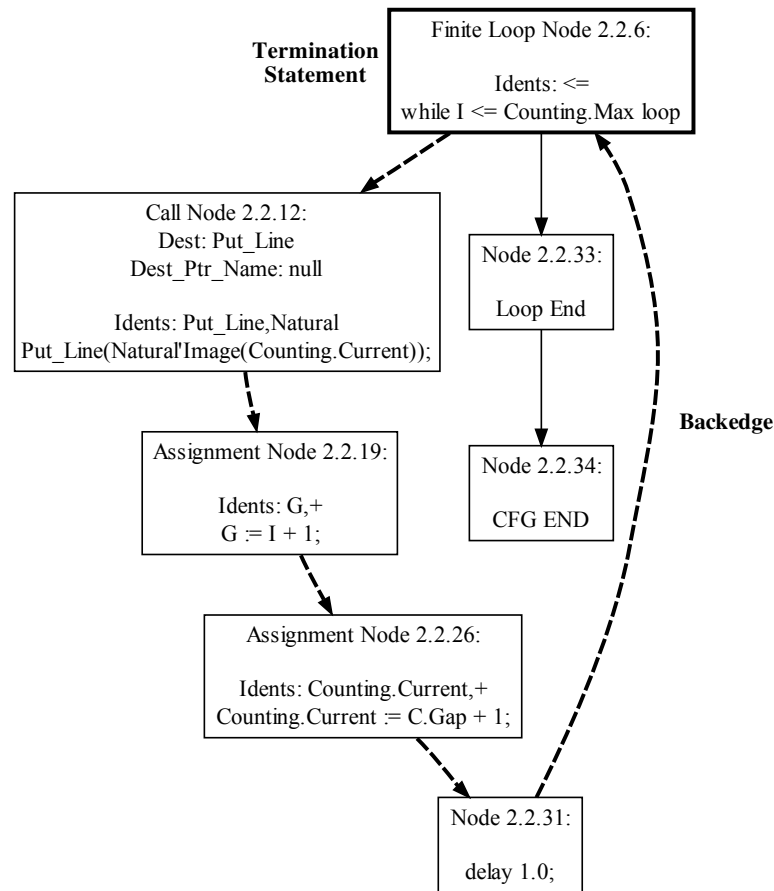 Termination
Statement
Finite Loop Node 2.2.6:
Idents: <=
while I <= Counting.Max loop
Call Node 2.2.12:
Dest: Put_Line
Dest_Ptr_Name: null
Idents: Put_Line,Natural
Put_Line(Natural'Image(Counting.Current));
Node 2.2.33:
Loop End
Backedge
Assignment Node 2.2.19:
Idents: G,+
G := I + 1;
Node 2.2.34:
CFG END
Assignment Node 2.2.26:
Idents: Counting.Current,+
Counting.Current := C.Gap + 1;
Node 2.2.31:
delay 1.0;